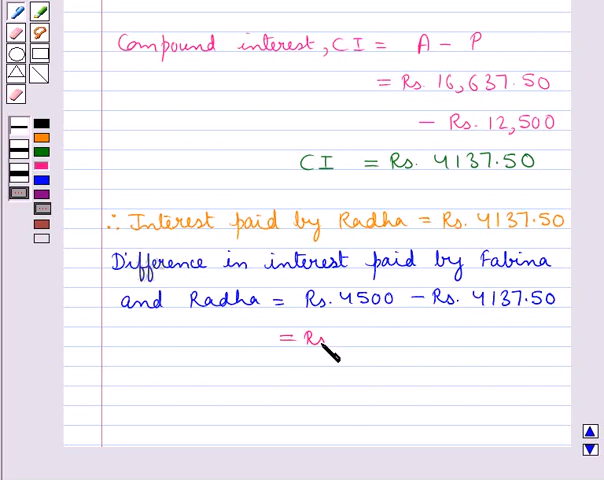 Compound interest, CI = A - P
= Rs. 16,637.50
- Rs. 12,500
CI = Rs. 4137.50
∴ Interest paid by Radha = Rs. 4137.50
Difference in interest paid by Fabina
and Radha = Rs. 4500 - Rs. 4137.50
= Rs